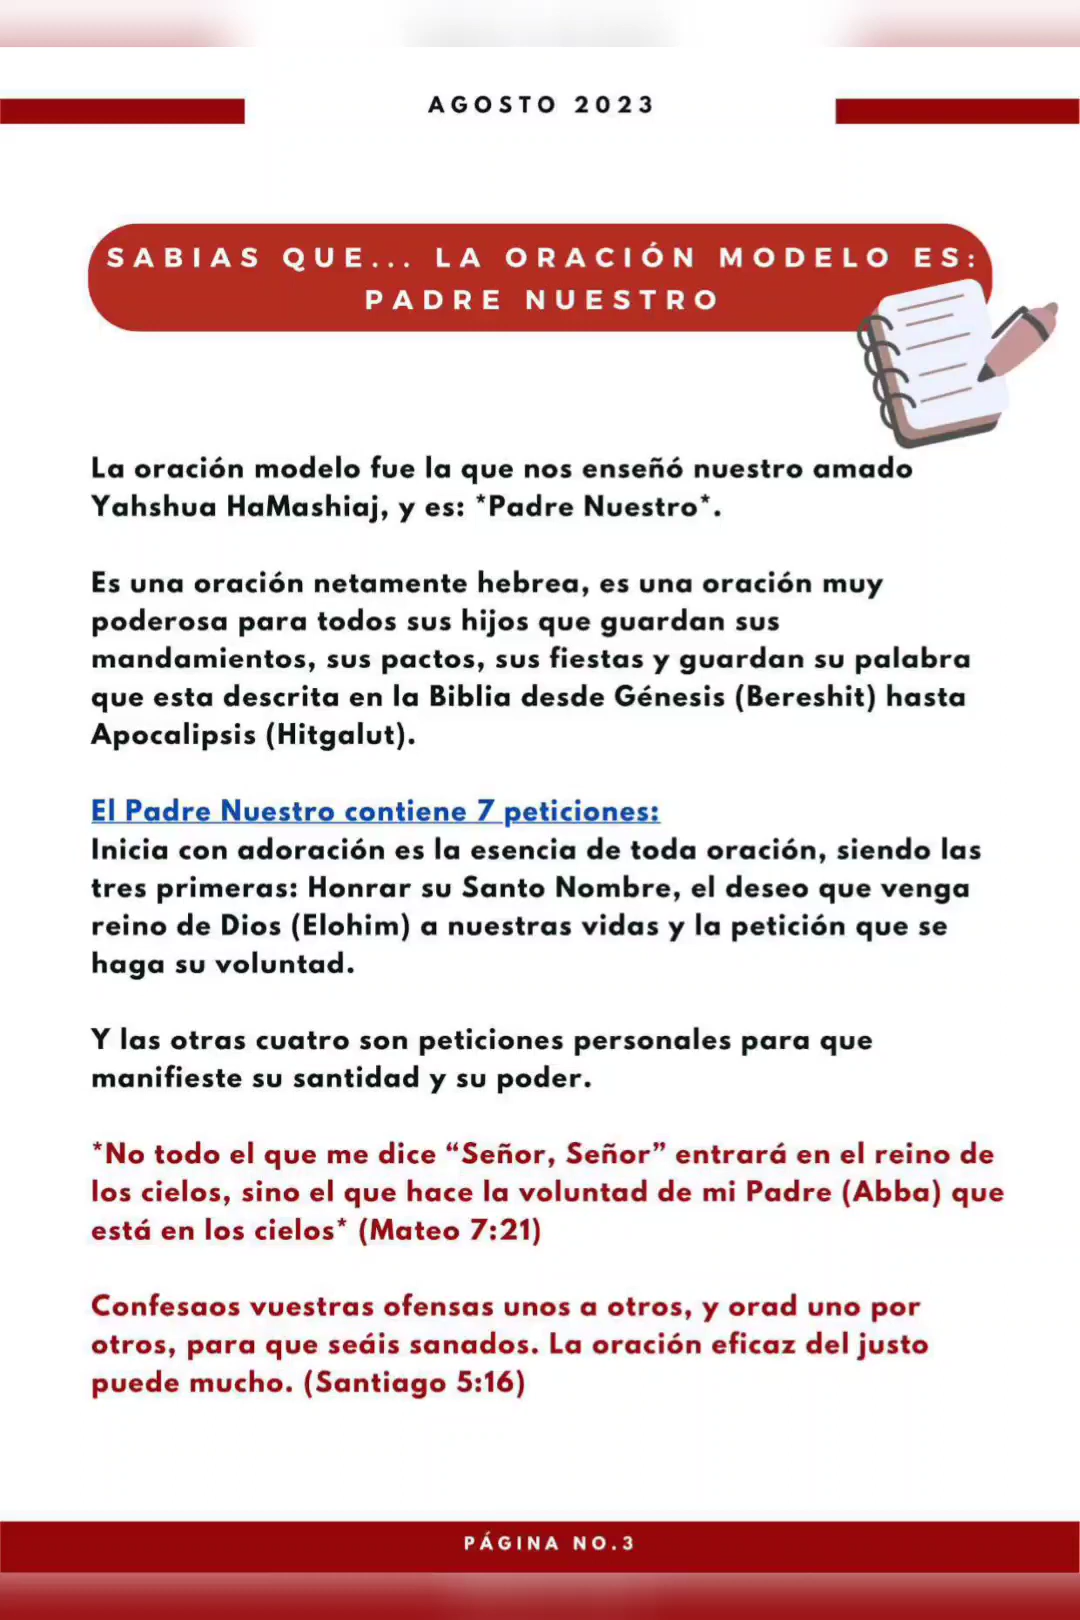 AGOSTO 2023
SABIAS QUE... LA ORACIÓN MODELO ES:
PADRE NUESTRO
La oración modelo fue la que nos enseñó nuestro amado
Yahshua HaMashiaj, y es: *Padre Nuestro*.
Es una oración netamente hebrea, es una oración muy
poderosa para todos sus hijos que guardan sus
mandamientos, sus pactos, sus fiestas y guardan su palabra
que esta descrita en la Biblia desde Génesis (Bereshit) hasta
Apocalipsis (Hitgalut).
El Padre Nuestro contiene 7 peticiones:
Inicia con adoración es la esencia de toda oración, siendo las
tres primeras: Honrar su Santo Nombre, el deseo que venga
reino de Dios (Elohim) a nuestras vidas y la petición que se
haga su voluntad.
Y las otras cuatro son peticiones personales para que
manifieste su santidad y su poder.
*No todo el que me dice “Señor, Señor” entrará en el reino de
los cielos, sino el que hace la voluntad de mi Padre (Abba) que
está en los cielos* (Mateo 7:21)
Confesaos vuestras ofensas unos a otros, y orad uno por
otros, para que seáis sanados. La oración eficaz del justo
puede mucho. (Santiago 5:16)
PÁGINA NO.3